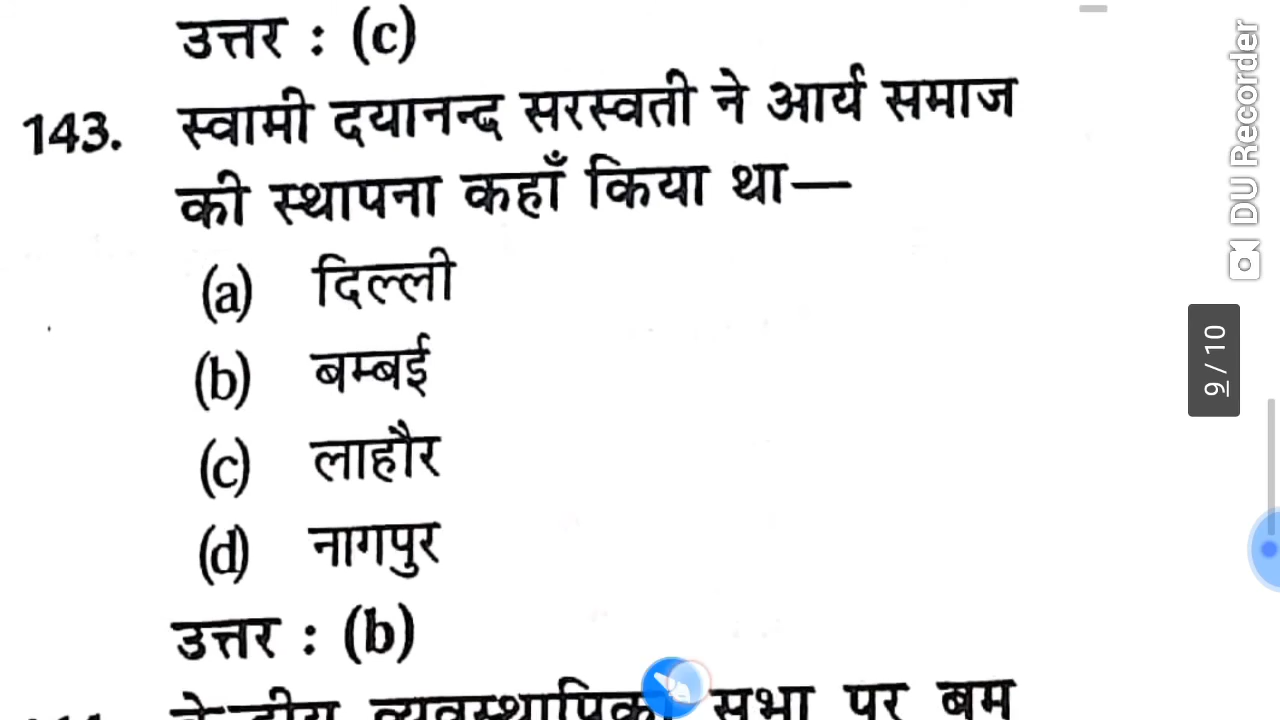 उत्तर : (c)
143. स्वामी दयानन्द सरस्वती ने आर्य समाज
की स्थापना कहाँ किया था—
(a) दिल्ली
(b) बम्बई
(c) लाहौर
(d) नागपुर
उत्तर : (b)
केन्द्रीय व्यवस्थापिका सभा पर बम
DU Recorder
9 / 10